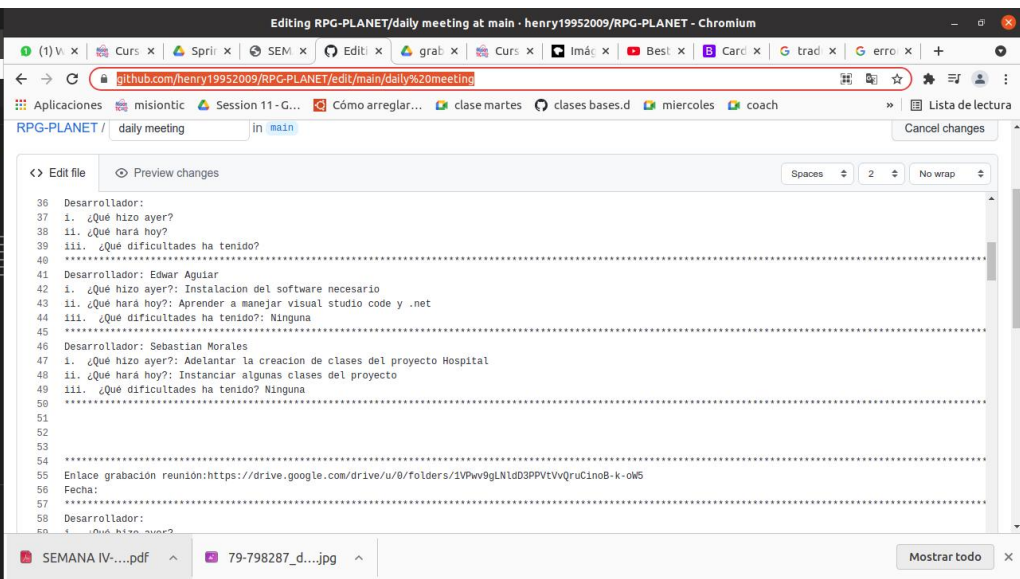 Editing RPG-PLANET/daily meeting at main · henry19952009/RPG-PLANET - Chromium
(1) W Curs Sprin SEM Editi grab Curs Imág Best Card trad erro
github.com/henry19952009/RPG-PLANET/edit/main/daily%20meeting
Aplicaciones misiontic Session 11 - G... Cómo arreglar... clase martes clases bases.d miercoles coach » Lista de lectura
RPG-PLANET / daily meeting in main Cancel changes
<> Edit file Preview changes Spaces 2 No wrap
36 Desarrollador:
37 i. ¿Qué hizo ayer?
38 ii. ¿Qué hará hoy?
39 iii. ¿Qué dificultades ha tenido?
40 ****************************************************************************************************
41 Desarrollador: Edwar Aguiar
42 i. ¿Qué hizo ayer?: Instalacion del software necesario
43 ii. ¿Qué hará hoy?: Aprender a manejar visual studio code y .net
44 iii. ¿Qué dificultades ha tenido?: Ninguna
45 ****************************************************************************************************
46 Desarrollador: Sebastian Morales
47 i. ¿Qué hizo ayer?: Adelantar la creacion de clases del proyecto Hospital
48 ii. ¿Qué hará hoy?: Instanciar algunas clases del proyecto
49 iii. ¿Qué dificultades ha tenido? Ninguna
50 ****************************************************************************************************
51
52
53
54 ****************************************************************************************************
55 Enlace grabación reunión:https://drive.google.com/drive/u/0/folders/1VPwv9gLNldD3PPVtVvQruCinoB-k-oW5
56 Fecha:
57 ****************************************************************************************************
58 Desarrollador:
59 i. ¿Qué hizo ayer?
SEMANA IV-....pdf 79-798287_d....jpg Mostrar todo